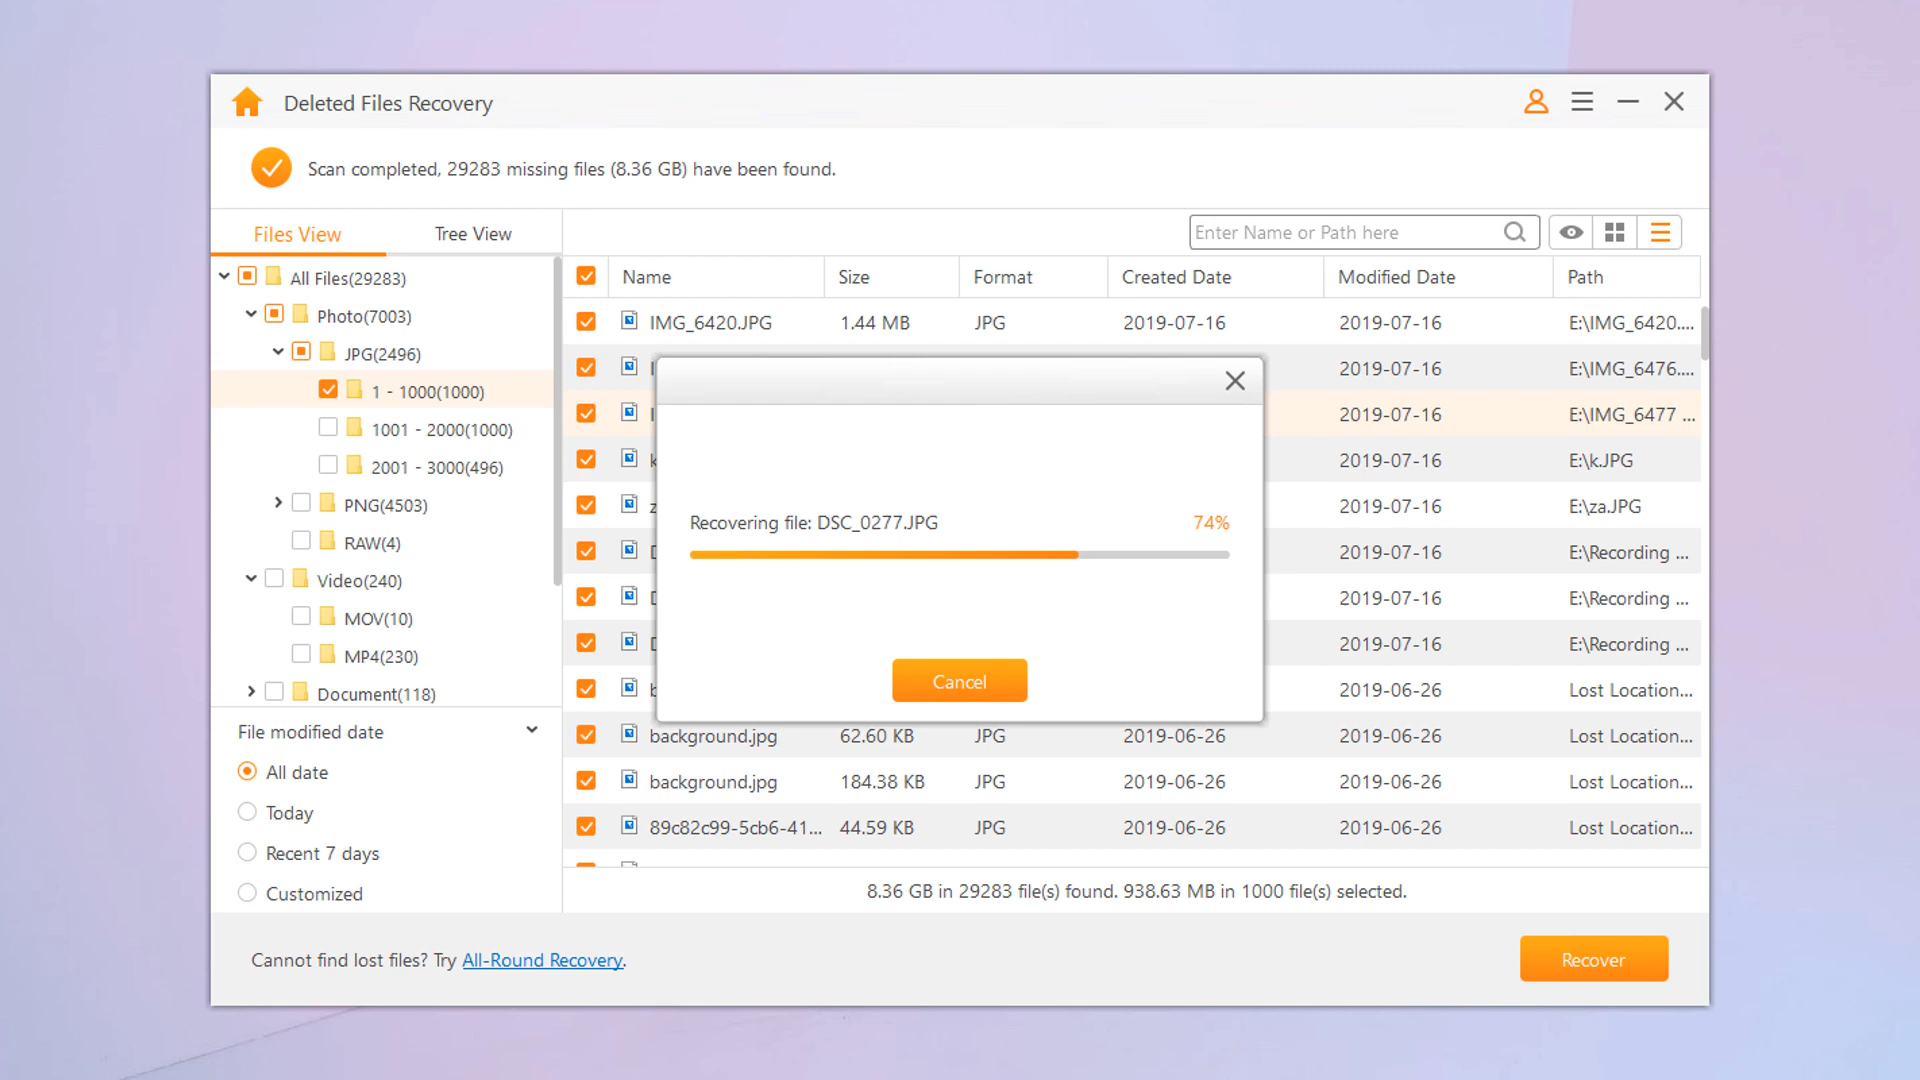 Deleted Files Recovery
Scan completed, 29283 missing files (8.36 GB) have been found.
Files View Tree View
Enter Name or Path here
All Files(29283)
Photo(7003)
JPG(2496)
1 - 1000(1000)
1001 - 2000(1000)
2001 - 3000(496)
PNG(4503)
RAW(4)
Video(240)
MOV(10)
MP4(230)
Document(118)
File modified date
All date
Today
Recent 7 days
Customized
Name Size Format Created Date Modified Date Path
IMG_6420.JPG 1.44 MB JPG 2019-07-16 2019-07-16 E:\IMG_6420....
2019-07-16 E:\IMG_6476....
2019-07-16 E:\IMG_6477 ...
2019-07-16 E:\k.JPG
2019-07-16 E:\za.JPG
2019-07-16 E:\Recording ...
2019-07-16 E:\Recording ...
2019-07-16 E:\Recording ...
2019-06-26 Lost Location...
background.jpg 62.60 KB JPG 2019-06-26 2019-06-26 Lost Location...
background.jpg 184.38 KB JPG 2019-06-26 2019-06-26 Lost Location...
89c82c99-5cb6-41... 44.59 KB JPG 2019-06-26 2019-06-26 Lost Location...
Recovering file: DSC_0277.JPG 74%
Cancel
8.36 GB in 29283 file(s) found. 938.63 MB in 1000 file(s) selected.
Cannot find lost files? Try All-Round Recovery.
Recover